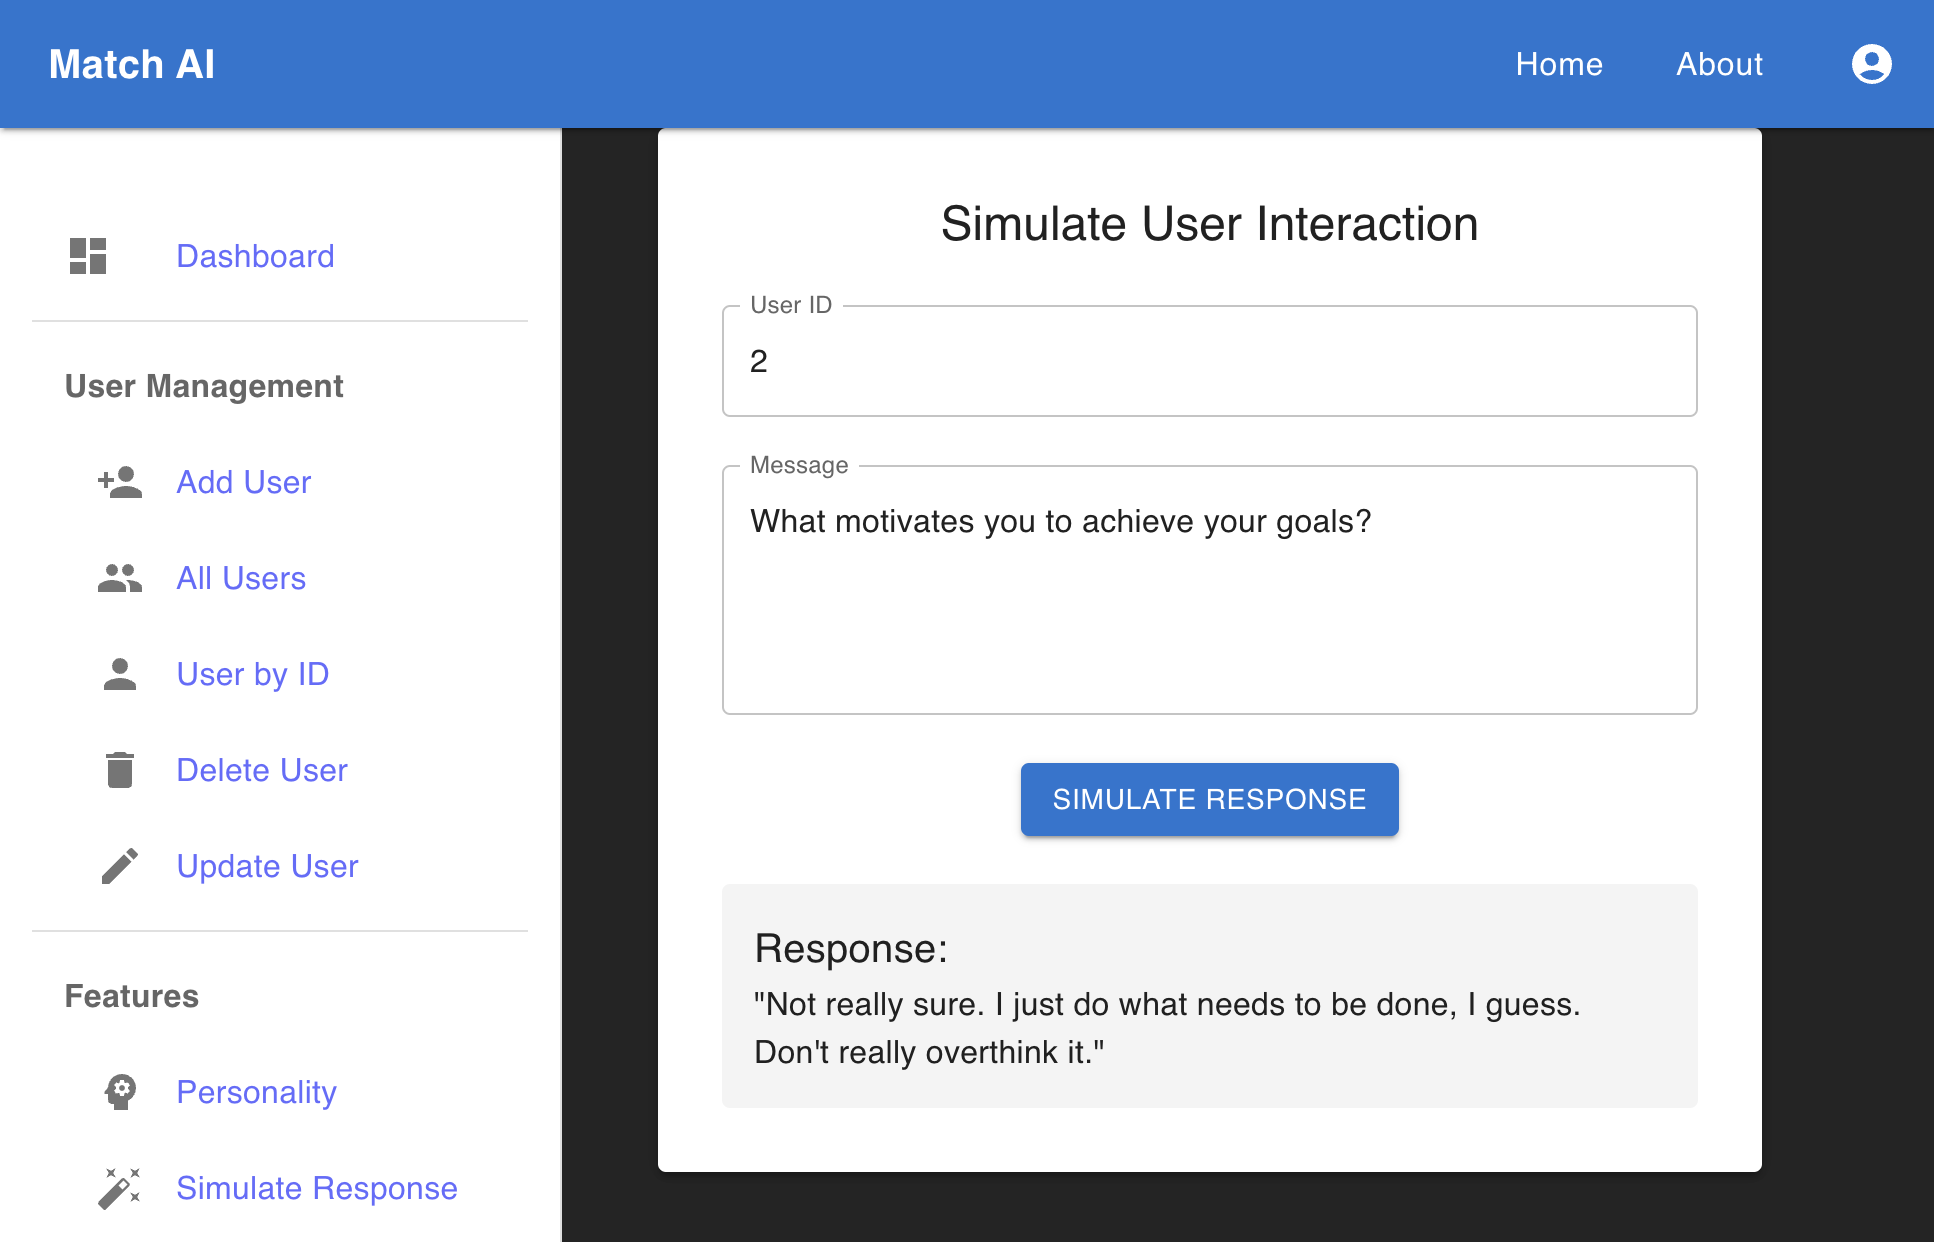 Match AI
Home
About
Dashboard
User Management
Add User
All Users
User by ID
Delete User
Update User
Features
Personality
Simulate Response
Simulate User Interaction
User ID
2
Message
What motivates you to achieve your goals?
SIMULATE RESPONSE
Response:
"Not really sure. I just do what needs to be done, I guess.
Don't really overthink it."